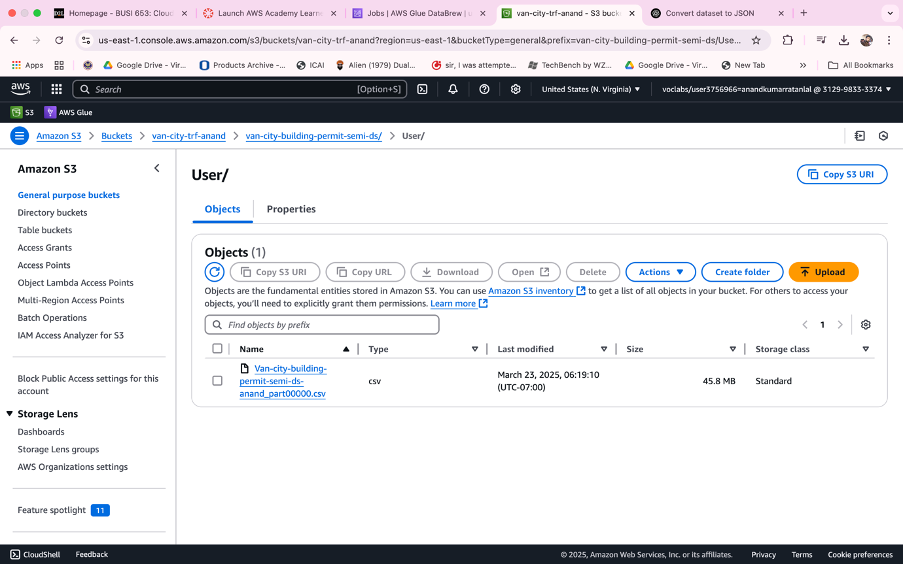 Homepage - BUSI 653: Cloud
Launch AWS Academy Learne
Jobs | AWS Glue DataBrew | u
van-city-trf-anand - S3 buck
Convert dataset to JSON
us-east-1.console.aws.amazon.com/s3/buckets/van-city-trf-anand?region=us-east-1&bucketType=general&prefix=van-city-building-permit-semi-ds/Use...
Apps
Google Drive - Vir...
Products Archive -...
ICAI
Alien (1979) Dual...
sir, i was attempte...
TechBench by WZ...
Google Drive - Vir...
New Tab
All Bookmarks
aws
Search
[Option+S]
United States (N. Virginia) ▼
voclabs/user3756966=anandkumarratanlal @ 3129-9833-3374 ▼
S3
AWS Glue
Amazon S3 > Buckets > van-city-trf-anand > van-city-building-permit-semi-ds/ > User/
Amazon S3
General purpose buckets
Directory buckets
Table buckets
Access Grants
Access Points
Object Lambda Access Points
Multi-Region Access Points
Batch Operations
IAM Access Analyzer for S3
Block Public Access settings for this
account
Storage Lens
Dashboards
Storage Lens groups
AWS Organizations settings
Feature spotlight 11
User/
Copy S3 URI
Objects
Properties
Objects (1)
Copy S3 URI
Copy URL
Download
Open
Delete
Actions ▼
Create folder
Upload
Objects are the fundamental entities stored in Amazon S3. You can use Amazon S3 inventory to get a list of all objects in your bucket. For others to access your
objects, you'll need to explicitly grant them permissions. Learn more
Find objects by prefix
1
Name
Type
Last modified
Size
Storage class
Van-city-building-
permit-semi-ds-
anand_part00000.csv
csv
March 23, 2025, 06:19:10
(UTC-07:00)
45.8 MB
Standard
CloudShell
Feedback
© 2025, Amazon Web Services, Inc. or its affiliates.
Privacy
Terms
Cookie preferences